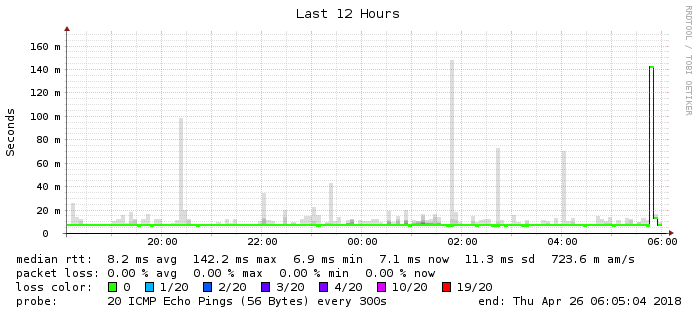 Last 12 Hours
RRDTOOL / TOBI OETIKER
Seconds
160 m
140 m
120 m
100 m
80 m
60 m
40 m
20 m
0
20:00 22:00 00:00 02:00 04:00 06:00
median rtt: 8.2 ms avg 142.2 ms max 6.9 ms min 7.1 ms now 11.3 ms sd 723.6 m am/s
packet loss: 0.00 % avg 0.00 % max 0.00 % min 0.00 % now
loss color: 0 1/20 2/20 3/20 4/20 10/20 19/20
probe: 20 ICMP Echo Pings (56 Bytes) every 300s end: Thu Apr 26 06:05:04 2018